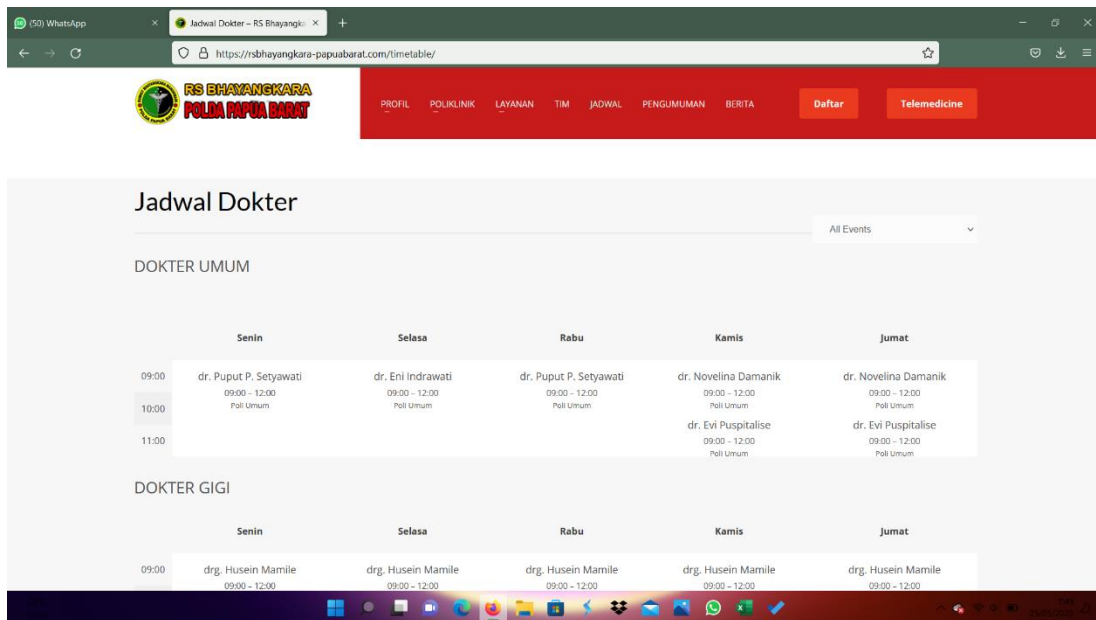 (50) WhatsApp
Jadwal Dokter – RS Bhayangka
https://rsbhayangkara-papuabarat.com/timetable/
RS BHAYANGKARA
POLDA PAPUA BARAT
PROFIL POLIKLINIK LAYANAN TIM JADWAL PENGUMUMAN BERITA Daftar Telemedicine
Jadwal Dokter
All Events
DOKTER UMUM
Senin Selasa Rabu Kamis Jumat
09:00 dr. Puput P. Setyawati dr. Eni Indrawati dr. Puput P. Setyawati dr. Novelina Damanik dr. Novelina Damanik
09:00 – 12:00 09:00 – 12:00 09:00 – 12:00 09:00 – 12:00 09:00 – 12:00
10:00 Poli Umum Poli Umum Poli Umum Poli Umum Poli Umum
dr. Evi Puspitalise dr. Evi Puspitalise
11:00 09:00 – 12:00 09:00 – 12:00
Poli Umum Poli Umum
DOKTER GIGI
Senin Selasa Rabu Kamis Jumat
09:00 drg. Husein Mamile drg. Husein Mamile drg. Husein Mamile drg. Husein Mamile drg. Husein Mamile
09:00 – 12:00 09:00 – 12:00 09:00 – 12:00 09:00 – 12:00 09:00 – 12:00